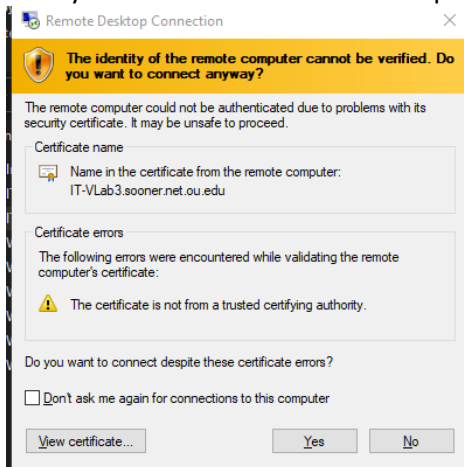 Remote Desktop Connection
The identity of the remote computer cannot be verified. Do
you want to connect anyway?
The remote computer could not be authenticated due to problems with its
security certificate. It may be unsafe to proceed.
Certificate name
Name in the certificate from the remote computer:
IT-VLab3.sooner.net.ou.edu
Certificate errors
The following errors were encountered while validating the remote
computer's certificate:
The certificate is not from a trusted certifying authority.
Do you want to connect despite these certificate errors?
Don't ask me again for connections to this computer
View certificate...
Yes
No